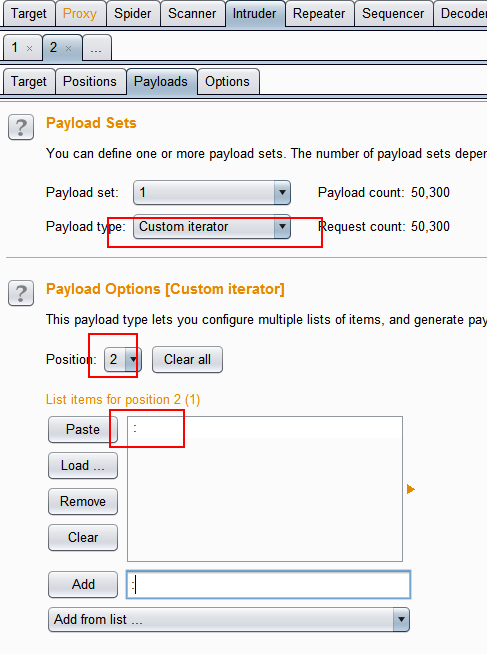 Target Proxy Spider Scanner Intruder Repeater Sequencer Decoder
1 × 2 × ...
Target Positions Payloads Options
? Payload Sets
You can define one or more payload sets. The number of payload sets
Payload set: 1 Payload count: 50,300
Payload type: Custom iterator Request count: 50,300
? Payload Options [Custom iterator]
This payload type lets you configure multiple lists of items, and generate
Position: 2 Clear all
List items for position 2 (1)
Paste :
Load ...
Remove
Clear
Add :
Add from list ...